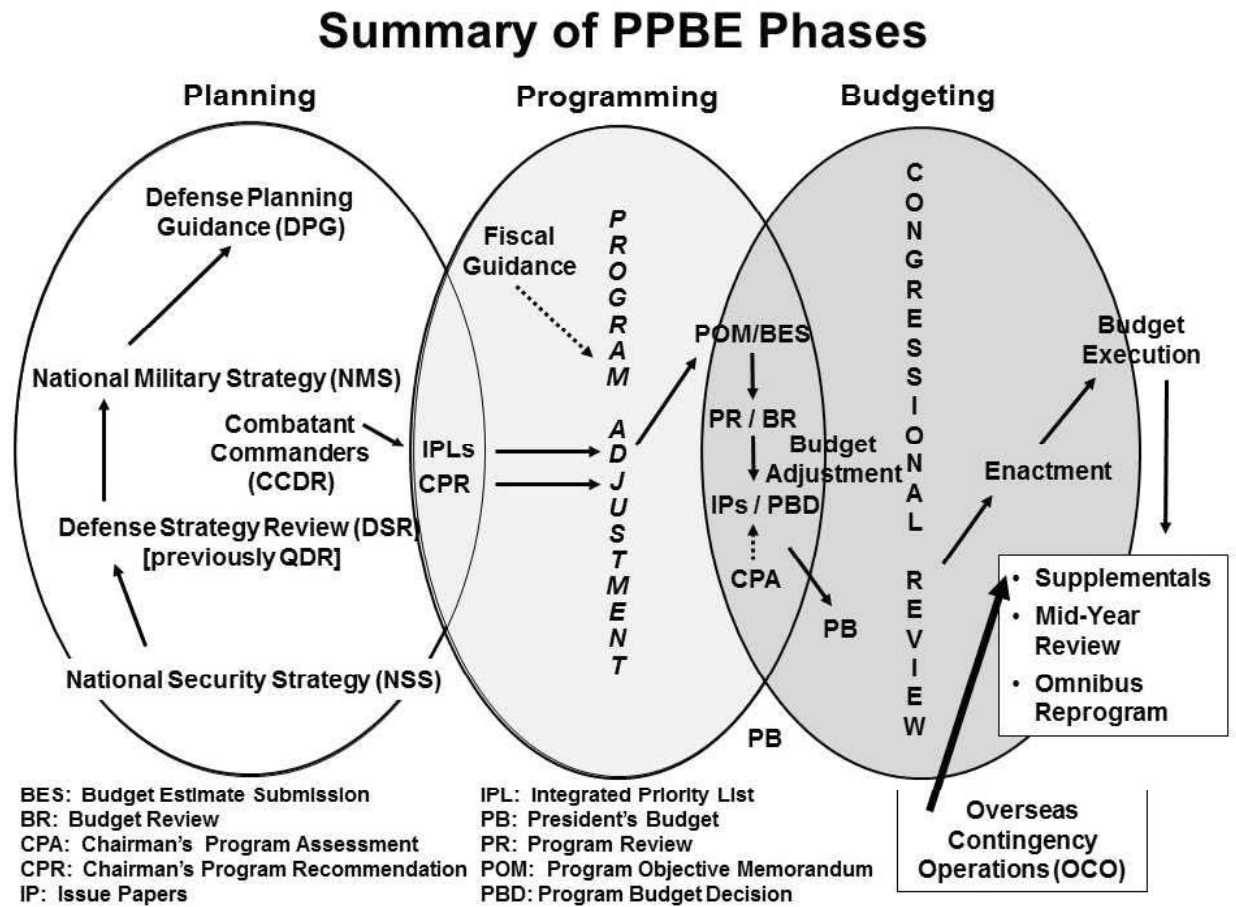 Summary of PPBE Phases
Planning
Programming
Budgeting
Defense Planning
Guidance (DPG)
National Military Strategy (NMS)
Combatant
Commanders
(CCDR)
Defense Strategy Review (DSR)
[previously QDR]
National Security Strategy (NSS)
IPLs
CPR
Fiscal
Guidance
PROGRAM ADJUSTMENT
POM/BES
PR / BR
Budget
Adjustment
IPs / PBD
CPA
PB
PB
CONGRESSIONAL REVIEW
Enactment
Budget
Execution
• Supplementals
• Mid-Year
Review
• Omnibus
Reprogram
Overseas
Contingency
Operations (OCO)
BES: Budget Estimate Submission
BR: Budget Review
CPA: Chairman's Program Assessment
CPR: Chairman's Program Recommendation
IP: Issue Papers
IPL: Integrated Priority List
PB: President's Budget
PR: Program Review
POM: Program Objective Memorandum
PBD: Program Budget Decision